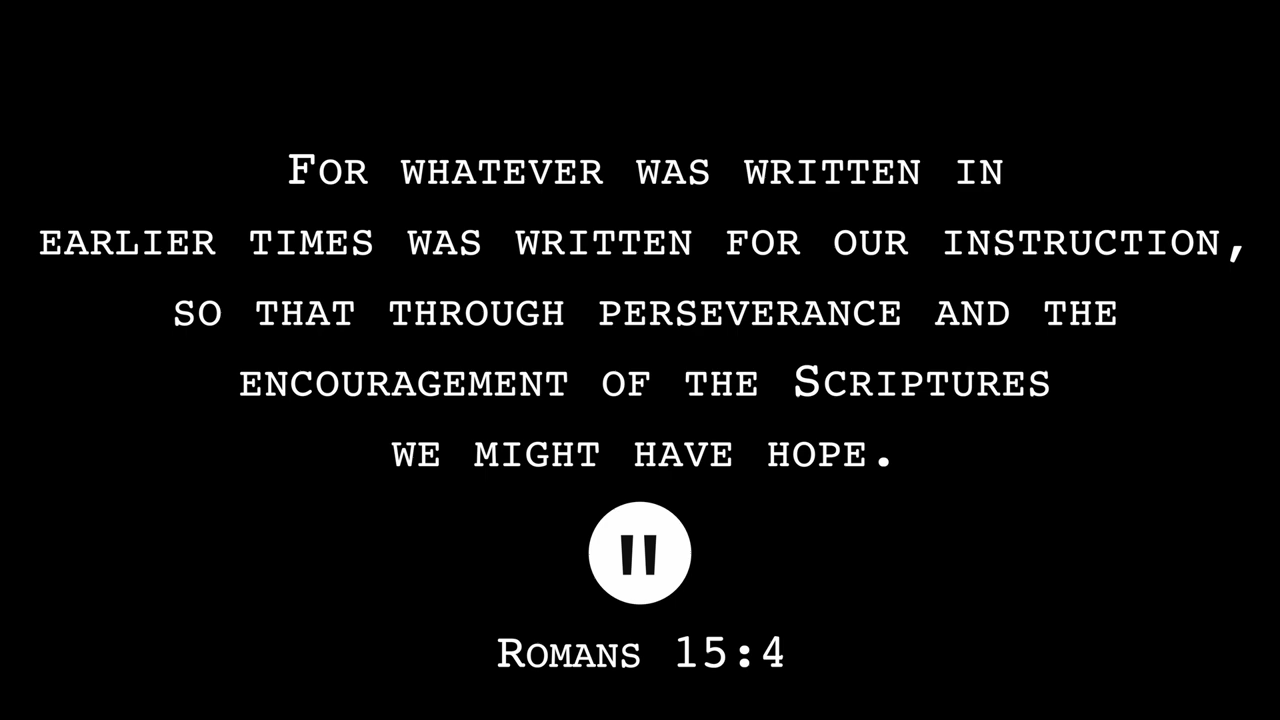 For whatever was written in
earlier times was written for our instruction,
so that through perseverance and the
encouragement of the Scriptures
we might have hope.
"
Romans 15:4